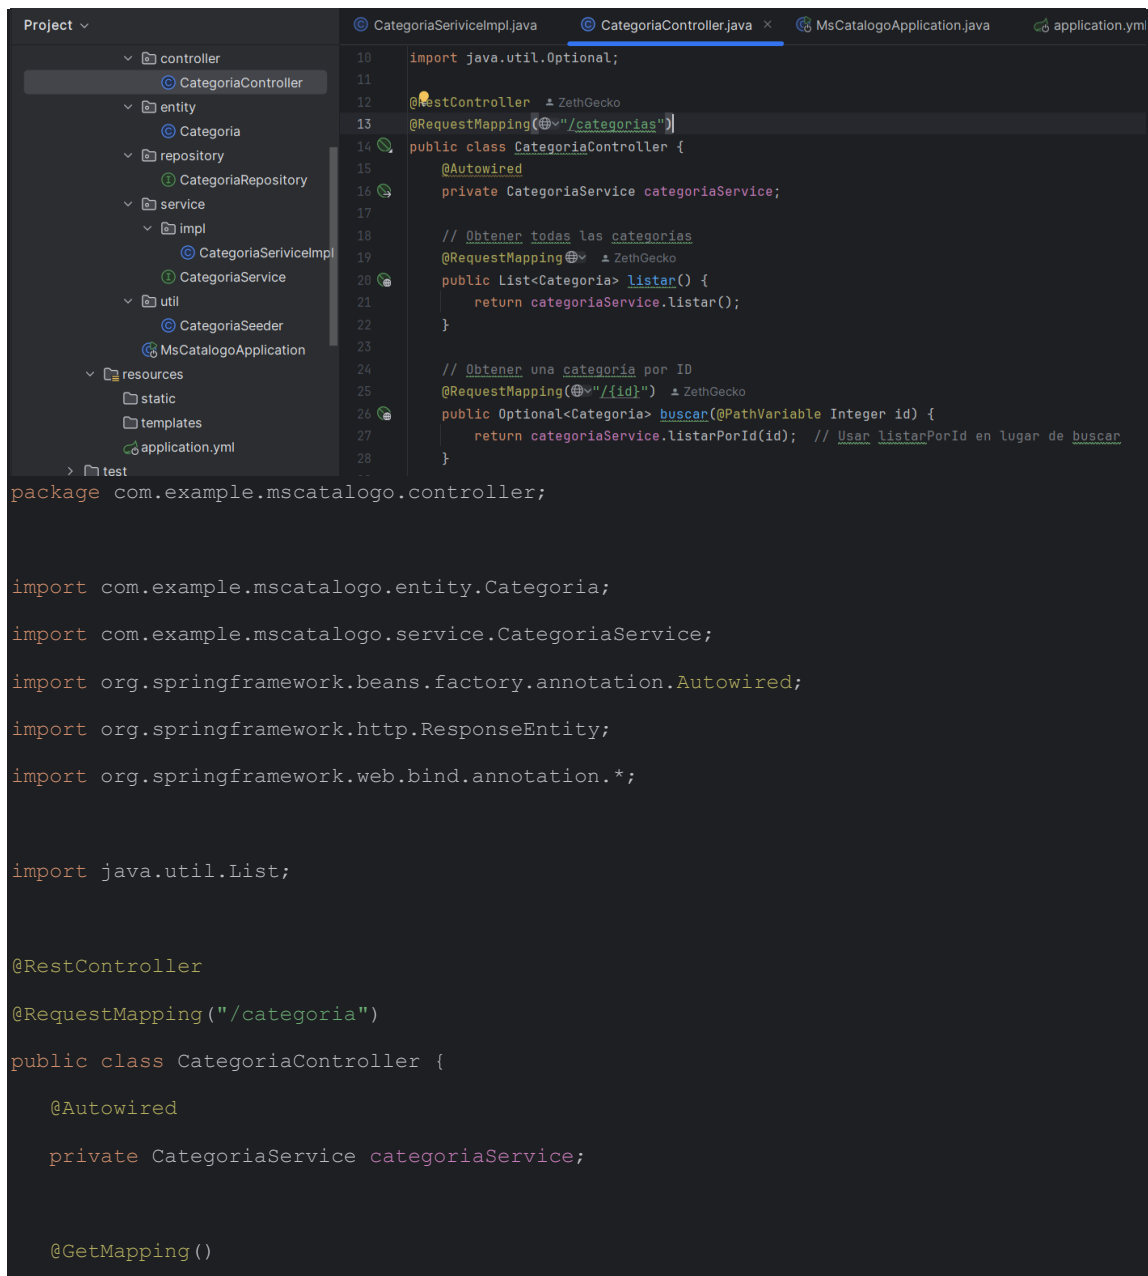 Project
CategoriaSeriviceImpl.java
CategoriaController.java
MsCatalogoApplication.java
application.yml
controller
CategoriaController
entity
Categoria
repository
CategoriaRepository
service
impl
CategoriaSeriviceImpl
CategoriaService
util
CategoriaSeeder
MsCatalogoApplication
resources
static
templates
application.yml
test
10 import java.util.Optional;
11
12 @RestController ZethGecko
13 @RequestMapping("/categorias")
14 public class CategoriaController {
15 @Autowired
16 private CategoriaService categoriaService;
17
18 // Obtener todas las categorías
19 @RequestMapping ZethGecko
20 public List<Categoria> listar() {
21 return categoriaService.listar();
22 }
23
24 // Obtener una categoría por ID
25 @RequestMapping("/{id}") ZethGecko
26 public Optional<Categoria> buscar(@PathVariable Integer id) {
27 return categoriaService.listarPorId(id); // Usar listarPorId en lugar de buscar
28 }
package com.example.mscatalogo.controller;
import com.example.mscatalogo.entity.Categoria;
import com.example.mscatalogo.service.CategoriaService;
import org.springframework.beans.factory.annotation.Autowired;
import org.springframework.http.ResponseEntity;
import org.springframework.web.bind.annotation.*;
import java.util.List;
@RestController
@RequestMapping("/categoria")
public class CategoriaController {
@Autowired
private CategoriaService categoriaService;
@GetMapping()